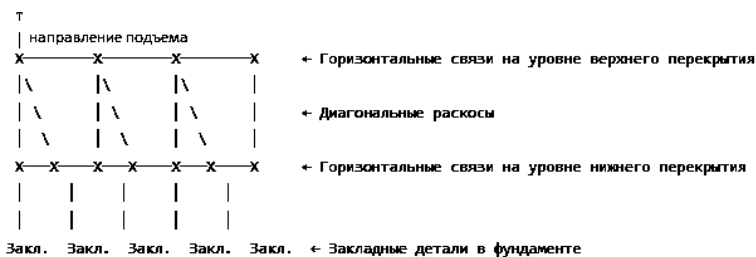 т
| направление подъема
X———X———X———X ← Горизонтальные связи на уровне верхнего перекрытия
|\ |\ |\ |
| \ | \ | \ | ← Диагональные раскосы
| \ | \ | \ |
X—X—X—X—X—X—X ← Горизонтальные связи на уровне нижнего перекрытия
| | | | |
| | | | |
Закл. Закл. Закл. Закл. Закл. ← Закладные детали в фундаменте